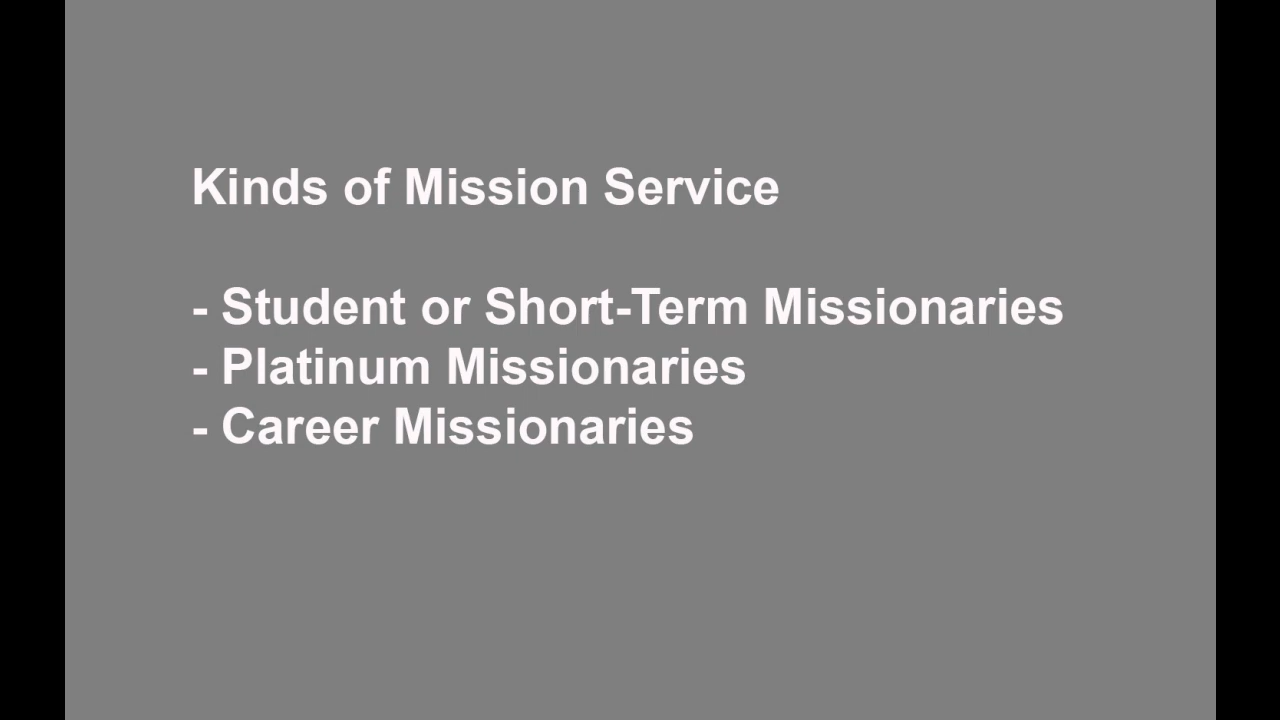 Kinds of Mission Service
- Student or Short-Term Missionaries
- Platinum Missionaries
- Career Missionaries